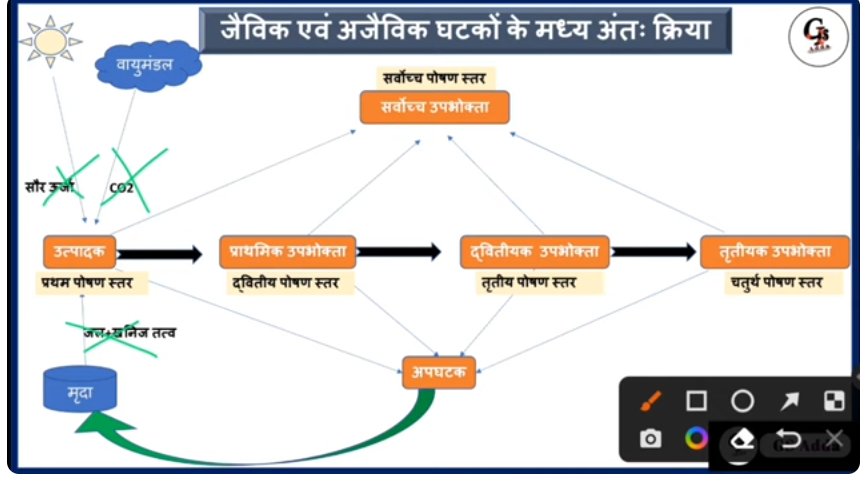 जैविक एवं अजैविक घटकों के मध्य अंतः क्रिया
वायुमंडल
सर्वोच्च पोषण स्तर
सर्वोच्च उपभोक्ता
सौर ऊर्जा
CO2
उत्पादक
प्राथमिक उपभोक्ता
द्वितीयक उपभोक्ता
तृतीयक उपभोक्ता
प्रथम पोषण स्तर
द्वितीय पोषण स्तर
तृतीय पोषण स्तर
चतुर्थ पोषण स्तर
जल+खनिज तत्व
अपघटक
मृदा